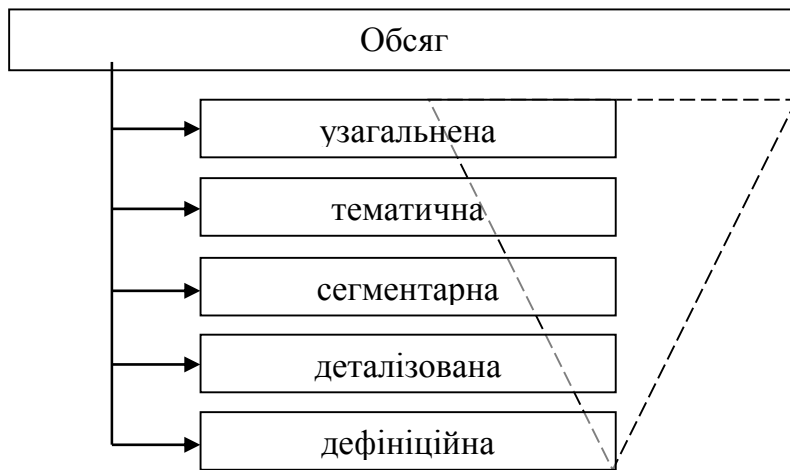 Обсяг
узагальнена
тематична
сегментарна
деталізована
дефініційна